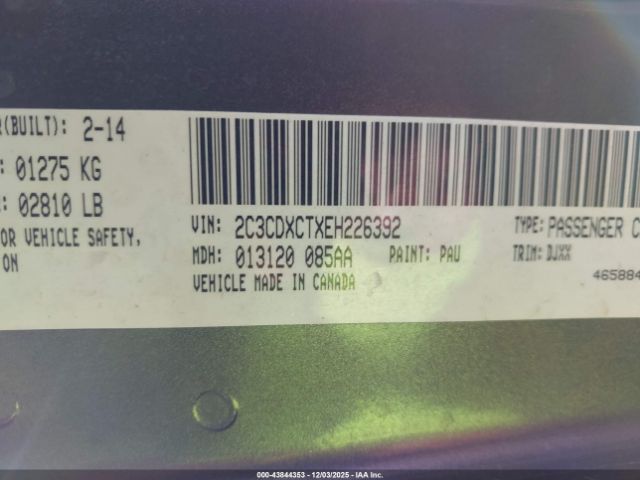 R(BUILT): 2-14
: 01275 KG
: 02810 LB
OR VEHICLE SAFETY,
ON
VIN: 2C3CDXCTXEH226392
MDH: 013120 085AA PAINT: PAU
VEHICLE MADE IN CANADA
TYPE: PASSENGER C
TRIM: DJXX
465884
000-43844353 - 12/03/2025 - IAA Inc.